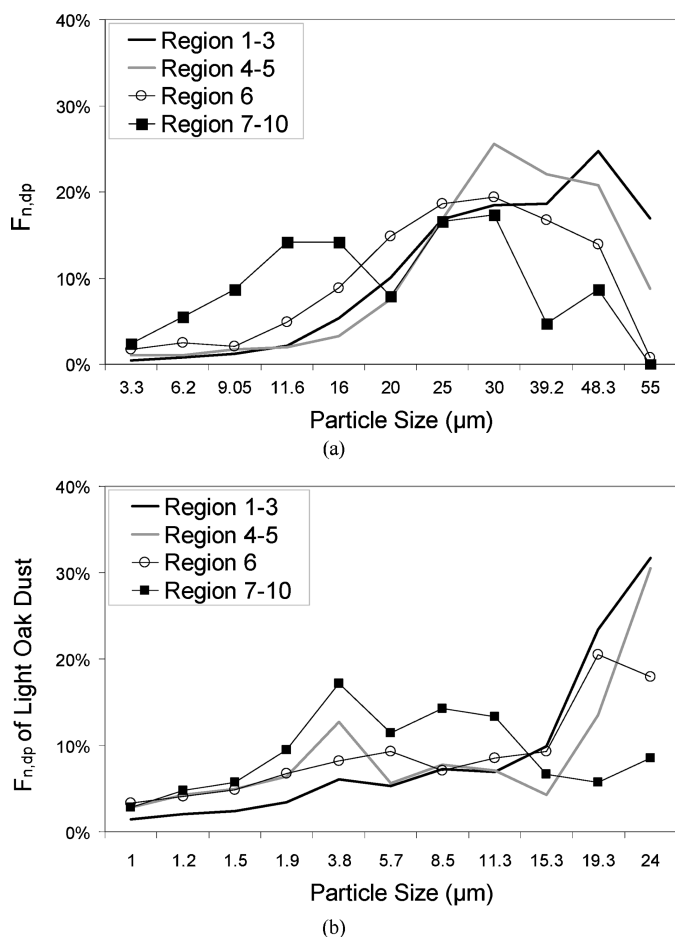 40%
30%
20%
10%
0%
F_{n,dp}
Region 1-3
Region 4-5
Region 6
Region 7-10
3.3 6.2 9.05 11.6 16 20 25 30 39.2 48.3 55
Particle Size (µm)
(a)
40%
30%
20%
10%
0%
F_{n,dp} of Light Oak Dust
Region 1-3
Region 4-5
Region 6
Region 7-10
1 1.2 1.5 1.9 3.8 5.7 8.5 11.3 15.3 19.3 24
Particle Size (µm)
(b)